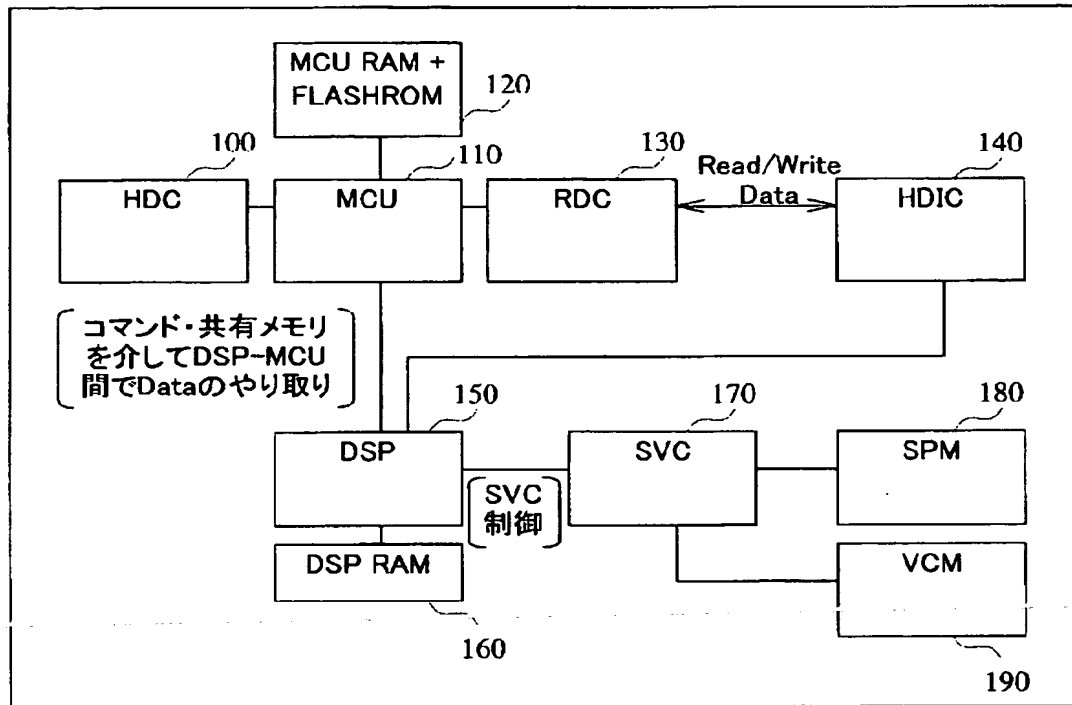 MCU RAM +
FLASHROM
120
100
110
130
140
HDC
MCU
RDC
Read/Write
Data
HDIC
コマンド・共有メモリ
を介してDSP-MCU
間でDataのやり取り
150
170
180
DSP
SVC
制御
SVC
SPM
DSP RAM
160
VCM
190